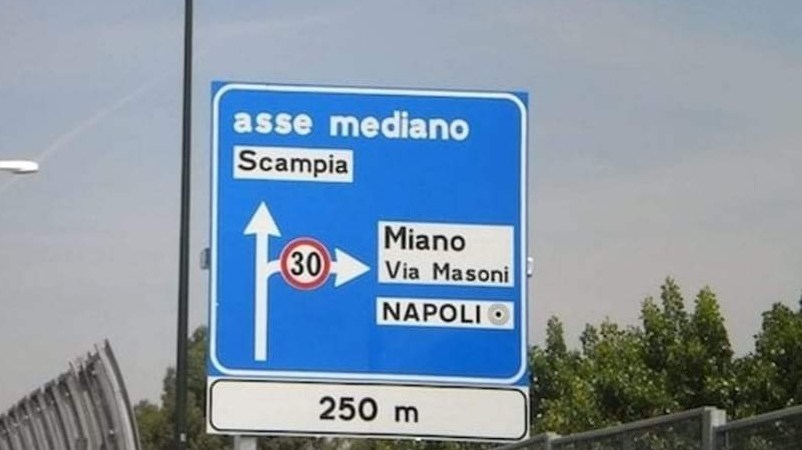 asse mediano
Scampia
30
Miano
Via Masoni
NAPOLI
250 m